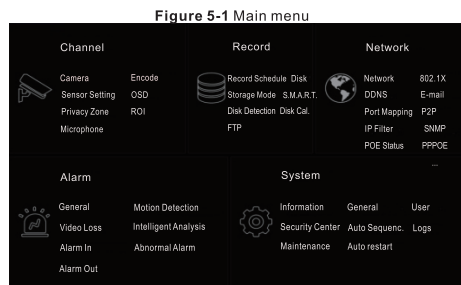 Figure 5-1 Main menu
Channel
Camera Encode
Sensor Setting OSD
Privacy Zone ROI
Microphone
Record
Record Schedule Disk
Storage Mode S.M.A.R.T.
Disk Detection Disk Cal.
FTP
Network
Network 802.1X
DDNS E-mail
Port Mapping P2P
IP Filter SNMP
POE Status PPPOE
...
Alarm
General Motion Detection
Video Loss Intelligent Analysis
Alarm In Abnormal Alarm
Alarm Out
System
Information General User
Security Center Auto Sequenc. Logs
Maintenance Auto restart